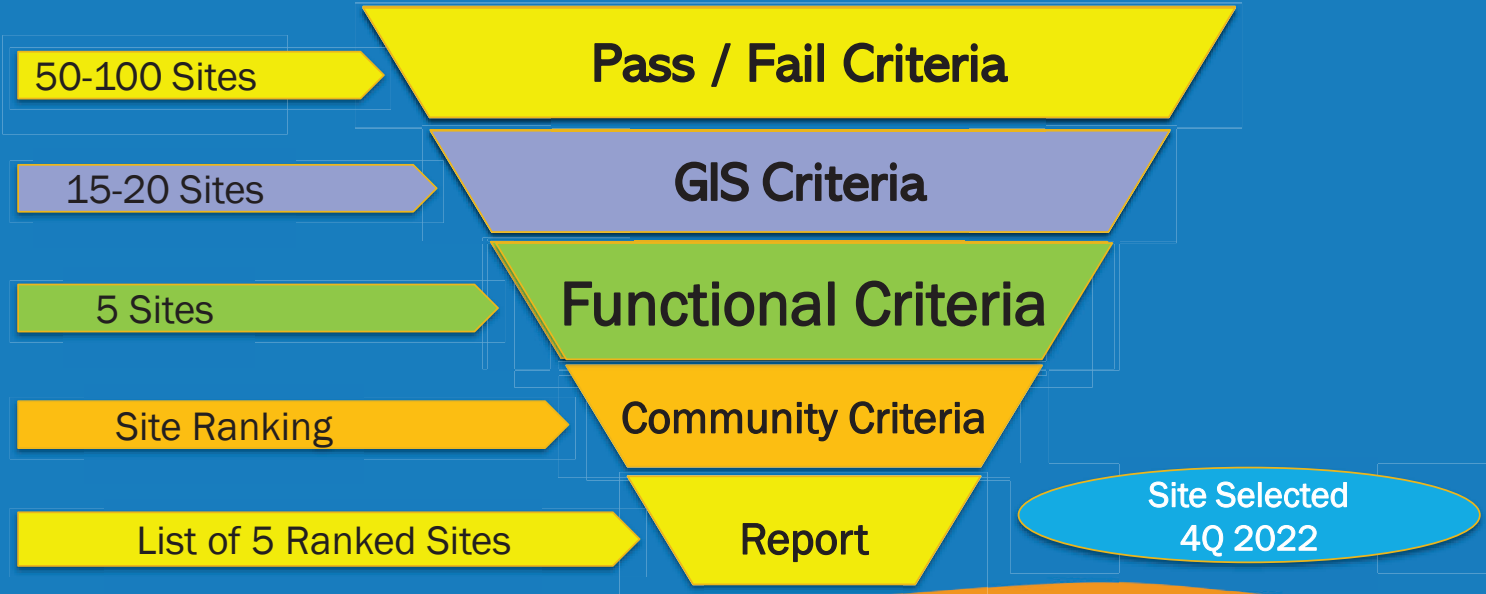 50-100 Sites
Pass / Fail Criteria
15-20 Sites
GIS Criteria
5 Sites
Functional Criteria
Site Ranking
Community Criteria
List of 5 Ranked Sites
Report
Site Selected
4Q 2022